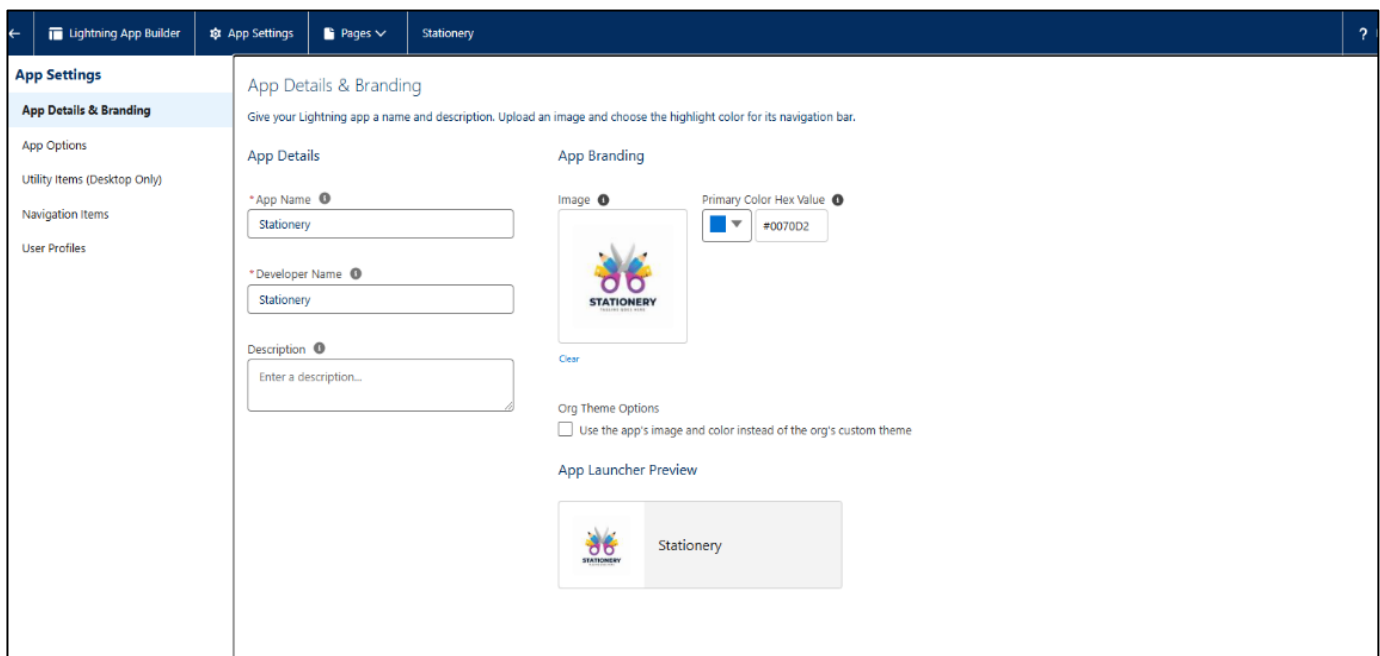 Lightning App Builder
App Settings
Pages
Stationery
?
App Settings
App Details & Branding
App Options
Utility Items (Desktop Only)
Navigation Items
User Profiles
App Details & Branding
Give your Lightning app a name and description. Upload an image and choose the highlight color for its navigation bar.
App Details
*App Name
Stationery
*Developer Name
Stationery
Description
Enter a description...
App Branding
Image
STATIONERY
TAGLINE GOES HERE
Clear
Primary Color Hex Value
#0070D2
Org Theme Options
Use the app's image and color instead of the org's custom theme
App Launcher Preview
STATIONERY
Stationery